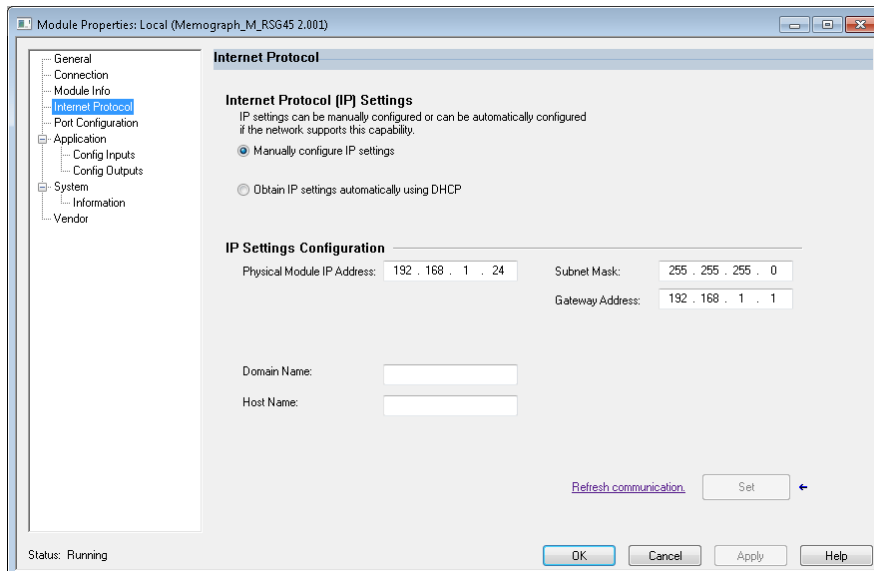 Module Properties: Local (Memograph_M_RSG45 2.001)
General
Connection
Module Info
Internet Protocol
Port Configuration
Application
Config Inputs
Config Outputs
System
Information
Vendor
Internet Protocol
Internet Protocol (IP) Settings
IP settings can be manually configured or can be automatically configured
if the network supports this capability.
Manually configure IP settings
Obtain IP settings automatically using DHCP
IP Settings Configuration
Physical Module IP Address: 192 . 168 . 1 . 24 Subnet Mask: 255 . 255 . 255 . 0
Gateway Address: 192 . 168 . 1 . 1
Domain Name:
Host Name:
Refresh communication. Set
Status: Running OK Cancel Apply Help